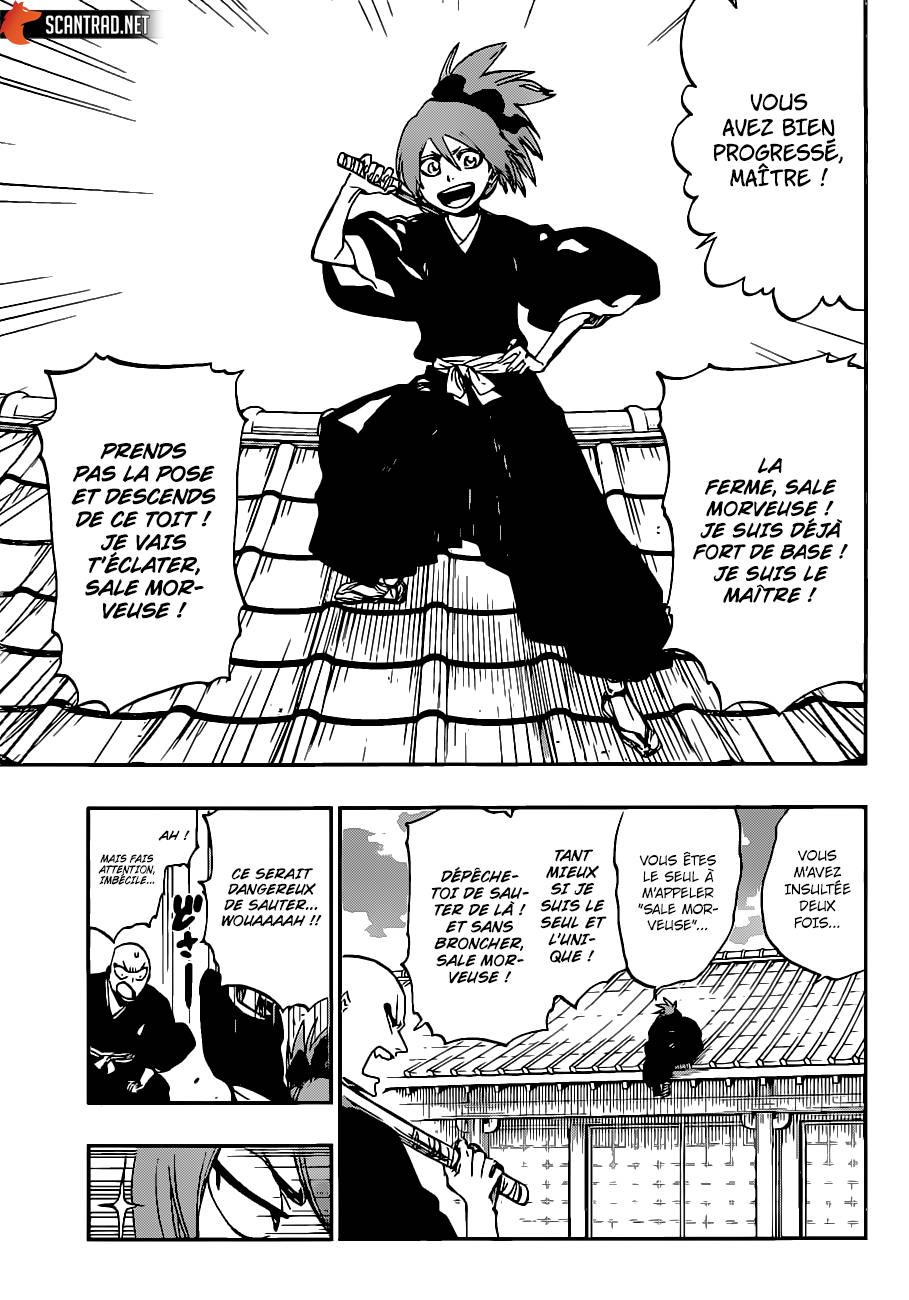 SCANTRAD.NET
VOUS
AVEZ BIEN
PROGRESSÉ,
MAÎTRE !
LA
FERME, SALE
MORVEUSE !
JE SUIS DÉJÀ
FORT DE BASE !
JE SUIS LE
MAÎTRE !
PRENDS
PAS LA POSE
ET DESCENDS
DE CE TOIT !
JE VAIS
T'ÉCLATER,
SALE MOR-
VEUSE !
VOUS
M'AVEZ
INSULTÉE
DEUX
FOIS...
VOUS ÊTES
LE SEUL À
M'APPELER
"SALE MOR-
VEUSE"...
TANT
MIEUX
SI JE
SUIS LE
SEUL ET
L'UNI-
QUE !
DÉPÊCHE-
TOI DE SAU-
TER DE LÀ !
ET SANS
BRONCHER,
SALE MOR-
VEUSE !
CE SERAIT
DANGEREUX
DE SAUTER...
WOUAAAAH !!
AH !
MAIS FAIS
ATTENTION,
IMBÉCILE...